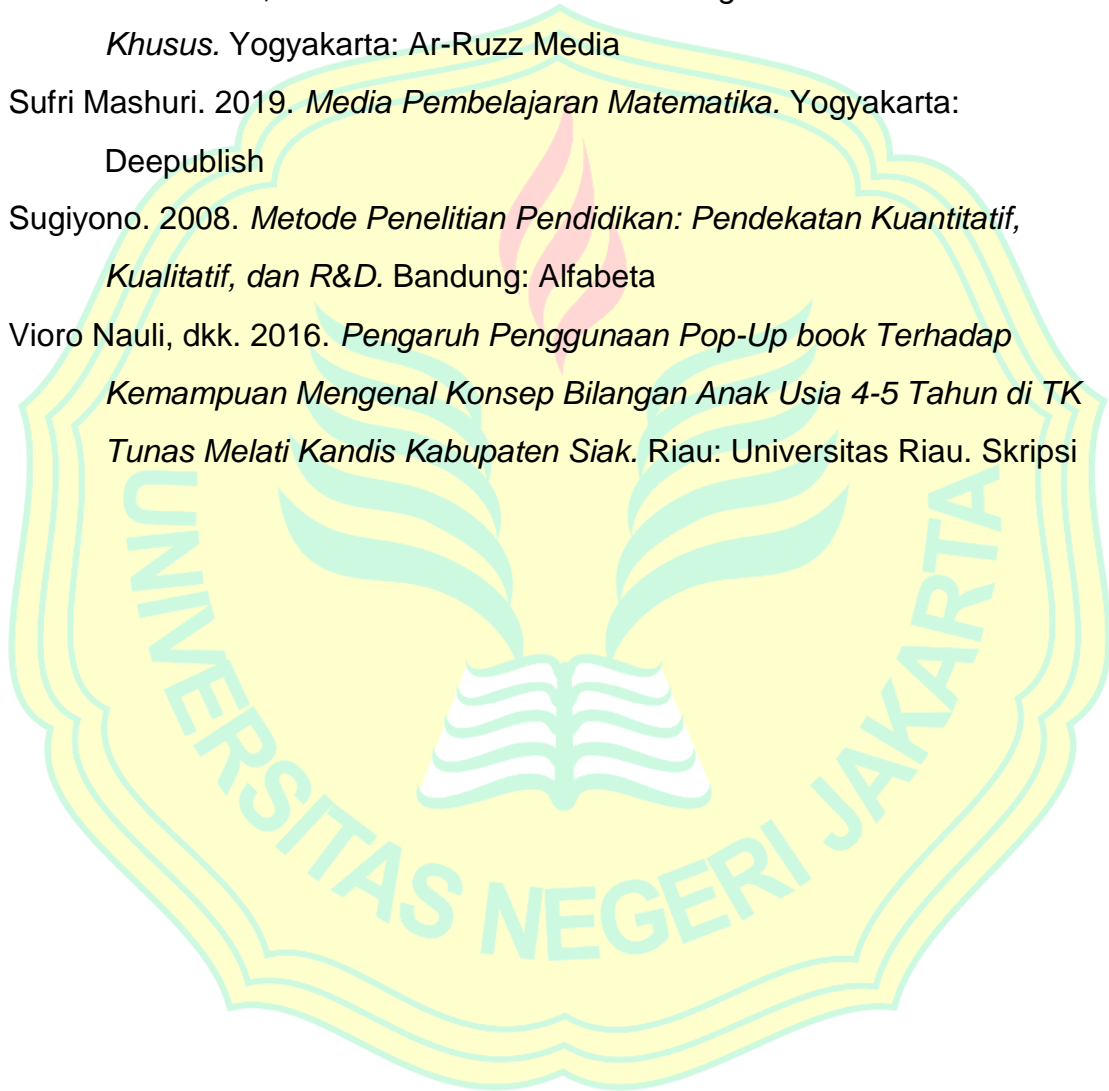 Khusus. Yogyakarta: Ar-Ruzz Media
Sufri Mashuri. 2019. Media Pembelajaran Matematika. Yogyakarta:
Deepublish
Sugiyono. 2008. Metode Penelitian Pendidikan: Pendekatan Kuantitatif,
Kualitatif, dan R&D. Bandung: Alfabeta
Vioro Nauli, dkk. 2016. Pengaruh Penggunaan Pop-Up book Terhadap
Kemampuan Mengenal Konsep Bilangan Anak Usia 4-5 Tahun di TK
Tunas Melati Kandis Kabupaten Siak. Riau: Universitas Riau. Skripsi
UNIVERSITAS NEGERI JAKARTA